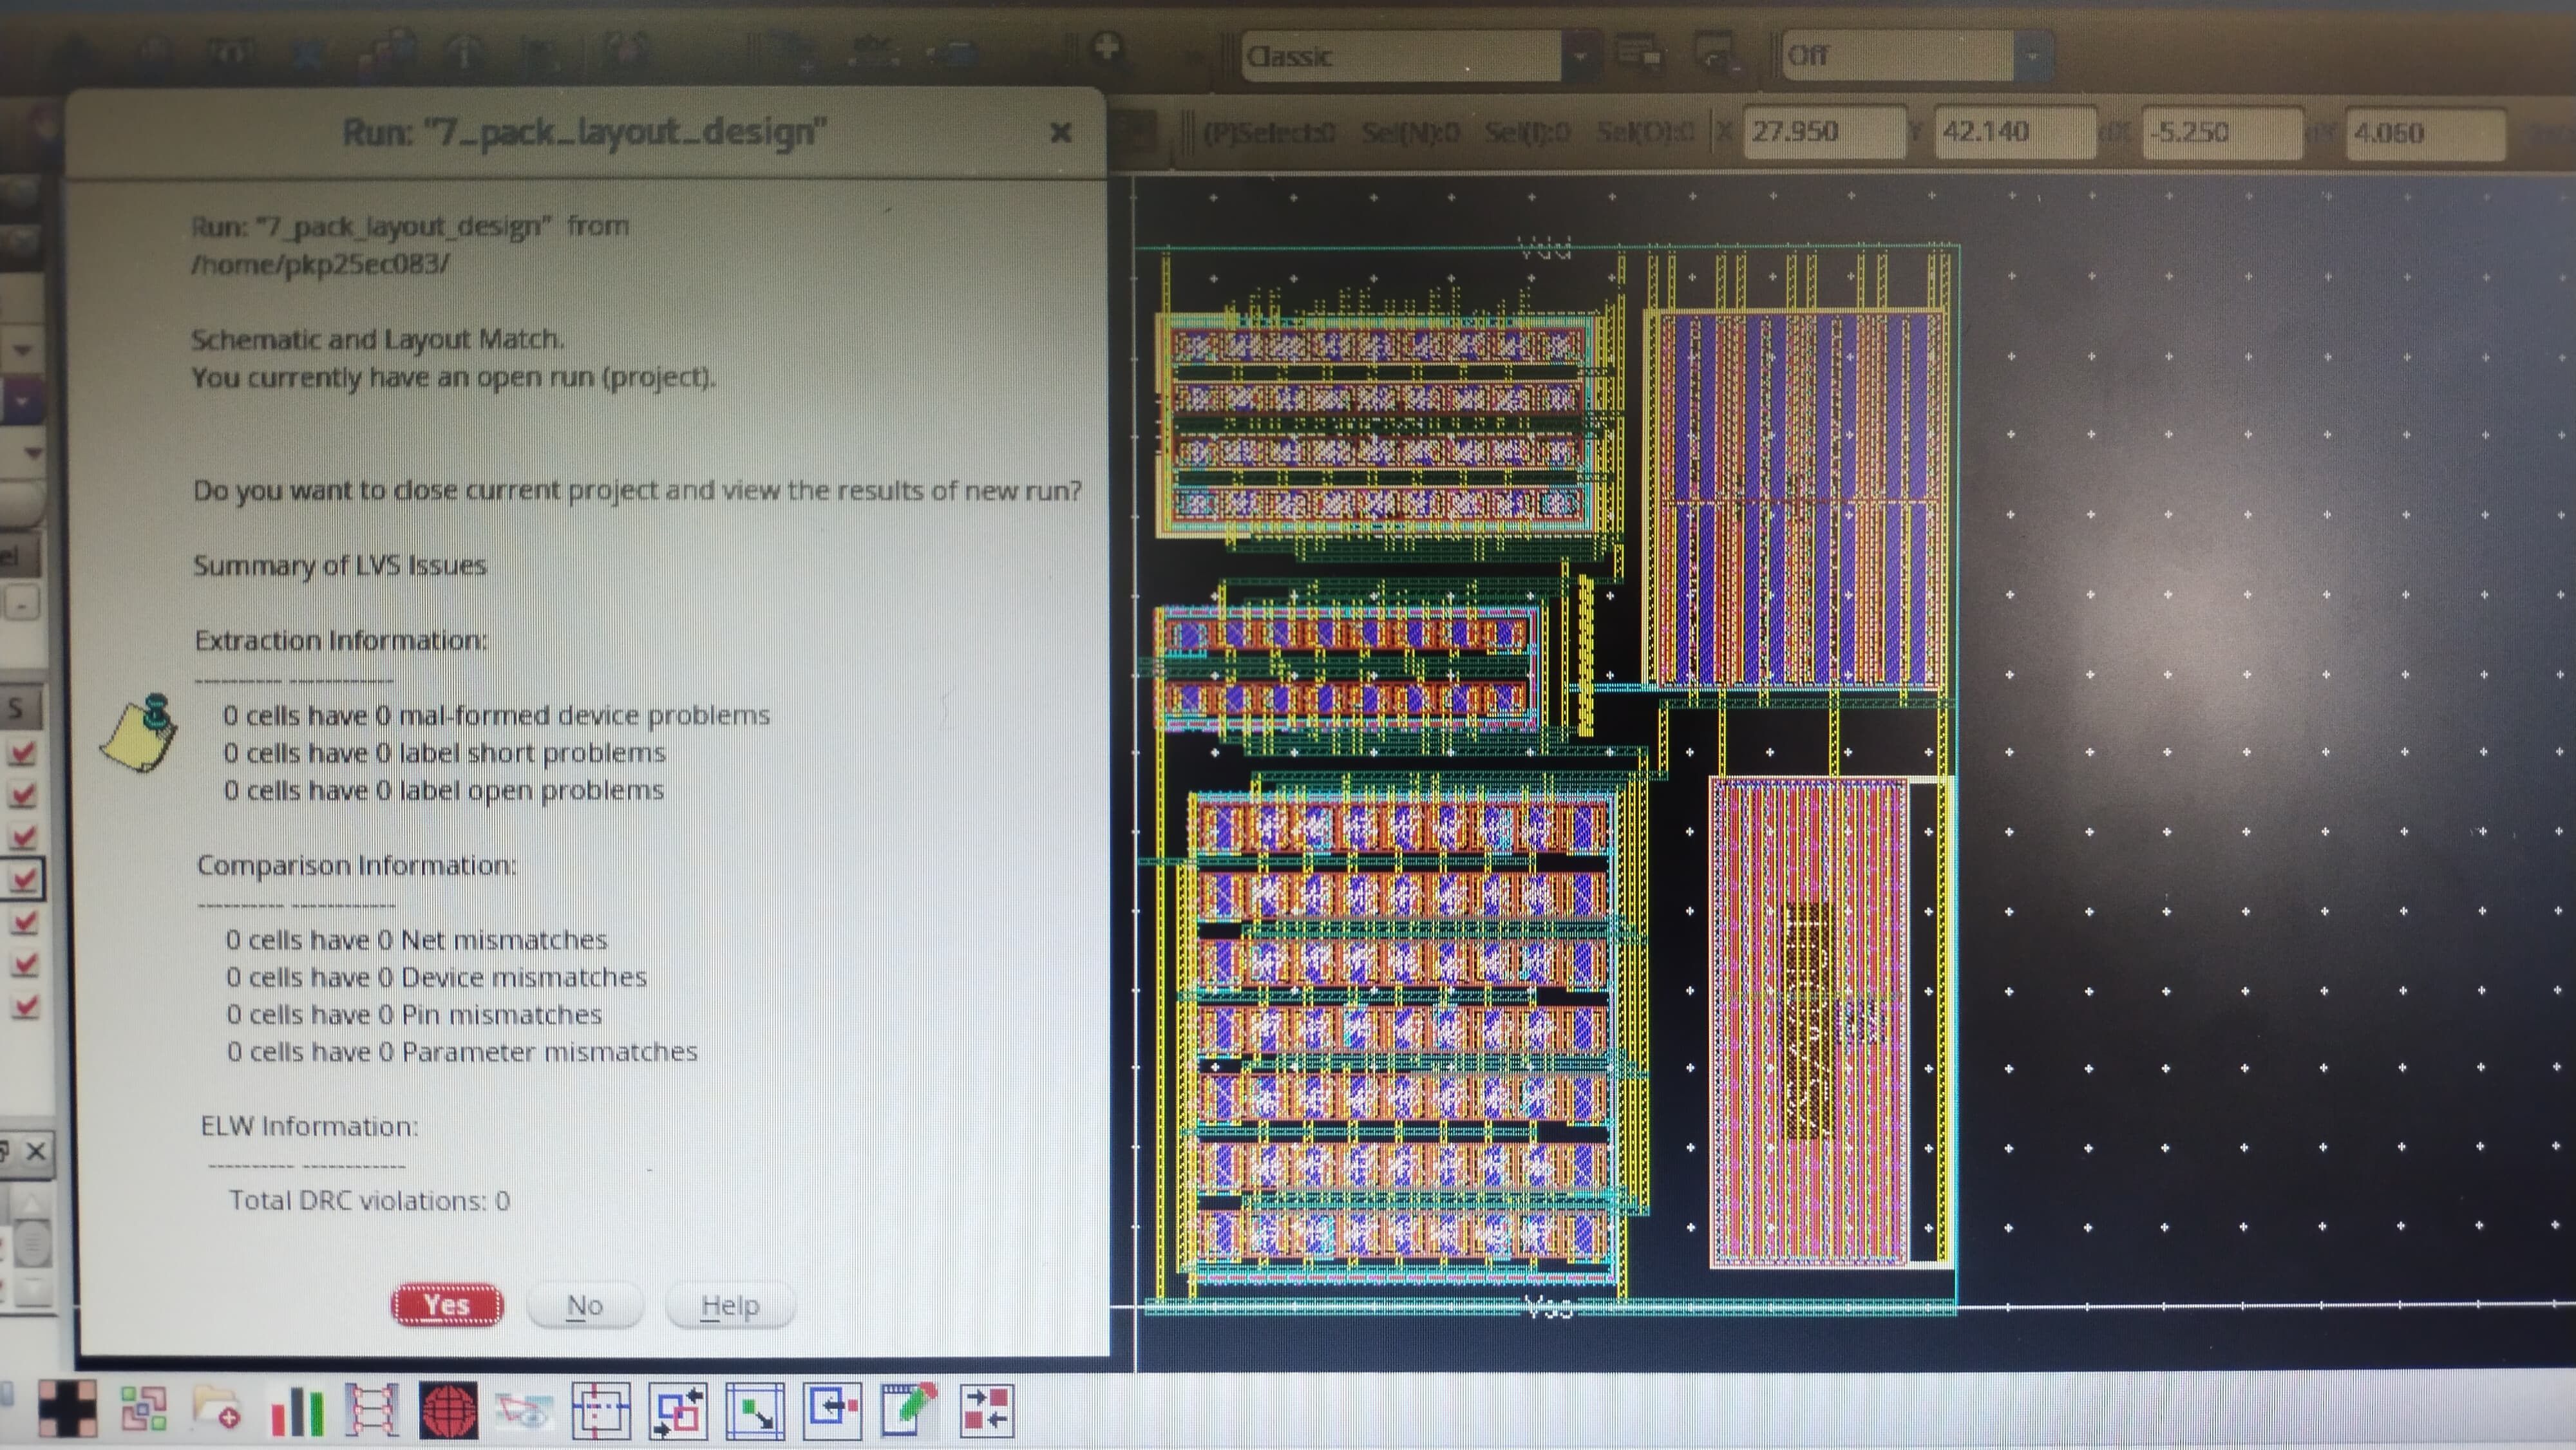 Classic
Off
Run: "7_pack_layout_design"
(P)Select:0 Sel(N):0 Sel(I):0 Sel(O):0 X 27.950 Y 42.140 dX -5.250 dY 4.060
Run: "7_pack_layout_design" from
/home/pkp25ec083/
Schematic and Layout Match.
You currently have an open run (project).
Do you want to close current project and view the results of new run?
Summary of LVS Issues
Extraction Information:
0 cells have 0 mal-formed device problems
0 cells have 0 label short problems
0 cells have 0 label open problems
Comparison Information:
0 cells have 0 Net mismatches
0 cells have 0 Device mismatches
0 cells have 0 Pin mismatches
0 cells have 0 Parameter mismatches
ELW Information:
Total DRC violations: 0
Yes No Help
S
Vdd
Vss